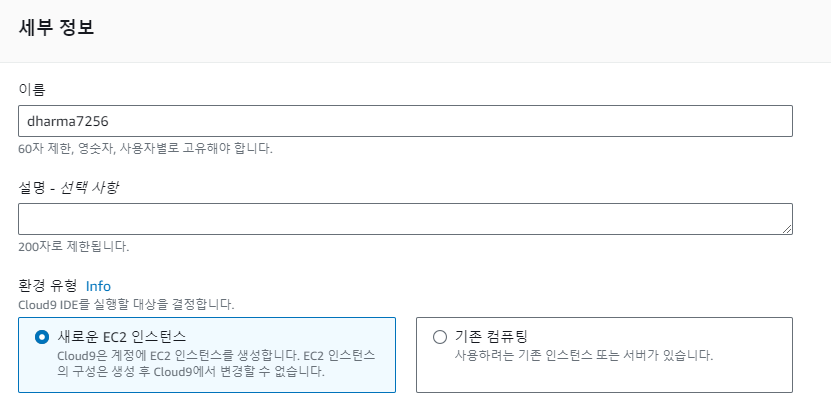 세부 정보
이름
dharma7256
60자 제한, 영숫자, 사용자별로 고유해야 합니다.
설명 - 선택 사항
200자로 제한됩니다.
환경 유형 Info
Cloud9 IDE를 실행할 대상을 결정합니다.
새로운 EC2 인스턴스
Cloud9은 계정에 EC2 인스턴스를 생성합니다. EC2 인스턴스
의 구성은 생성 후 Cloud9에서 변경할 수 없습니다.
기존 컴퓨팅
사용하려는 기존 인스턴스 또는 서버가 있습니다.